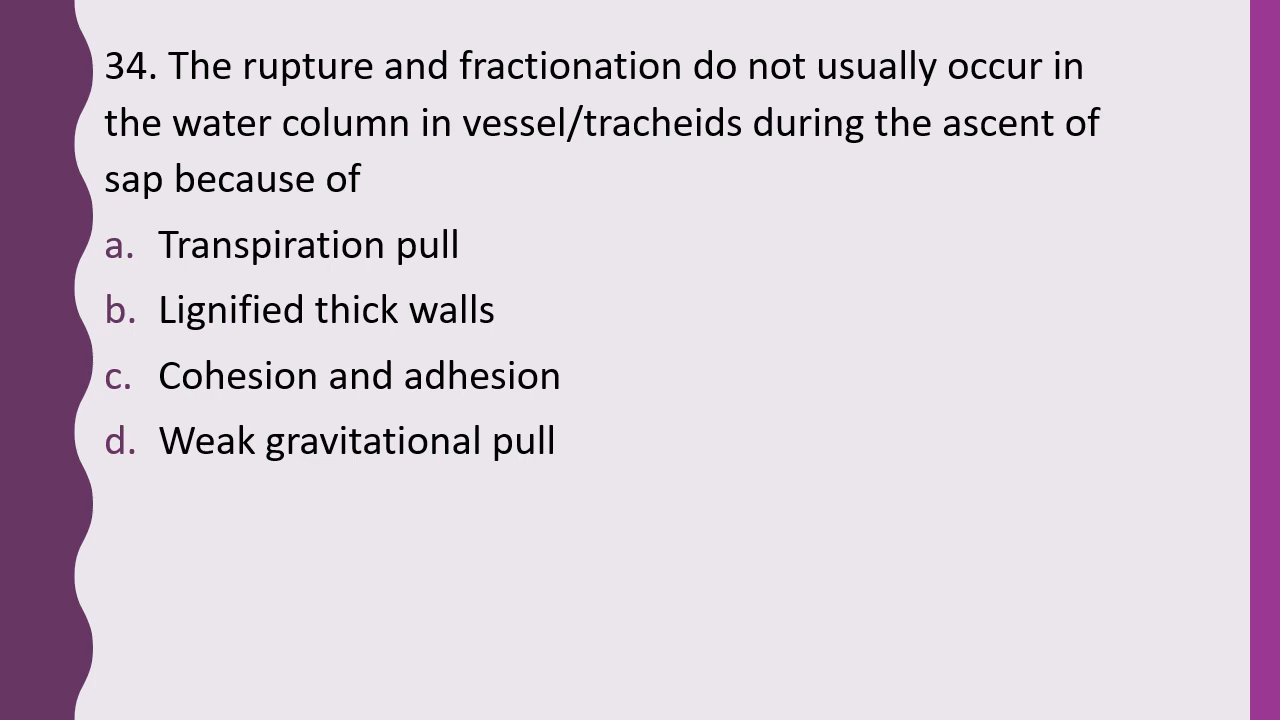 34. The rupture and fractionation do not usually occur in
the water column in vessel/tracheids during the ascent of
sap because of
a. Transpiration pull
b. Lignified thick walls
c. Cohesion and adhesion
d. Weak gravitational pull